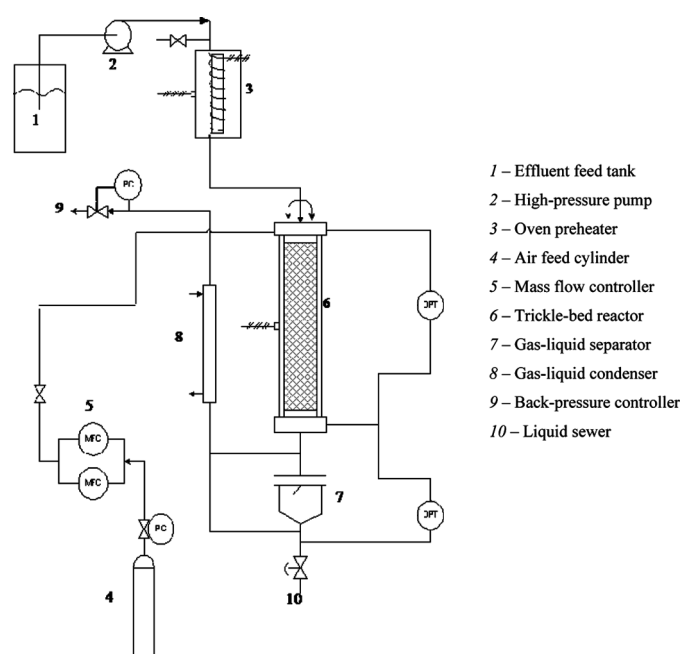 2
1
3
PC
9
8
6
DPT
5
MFC
MFC
PC
4
7
DPT
10
1 – Effluent feed tank
2 – High-pressure pump
3 – Oven preheater
4 – Air feed cylinder
5 – Mass flow controller
6 – Trickle-bed reactor
7 – Gas-liquid separator
8 – Gas-liquid condenser
9 – Back-pressure controller
10 – Liquid sewer